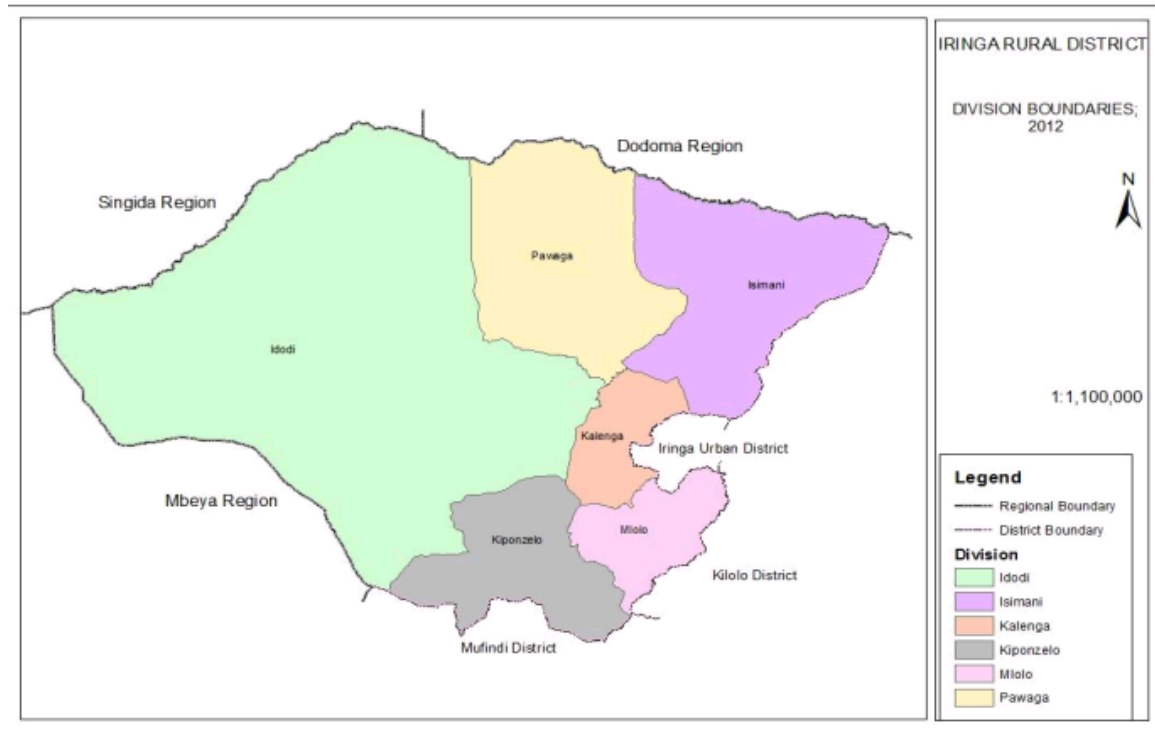 Dodoma Region
Singida Region
Pawaga
Isimani
Idodi
Kalenga
Iringa Urban District
Mbeya Region
Mlolo
Kiponzelo
Kilolo District
Mufindi District
IRINGA RURAL DISTRICT
DIVISION BOUNDARIES;
2012
N
1:1,100,000
Legend
Regional Boundary
District Boundary
Division
Idodi
Isimani
Kalenga
Kiponzelo
Mlolo
Pawaga